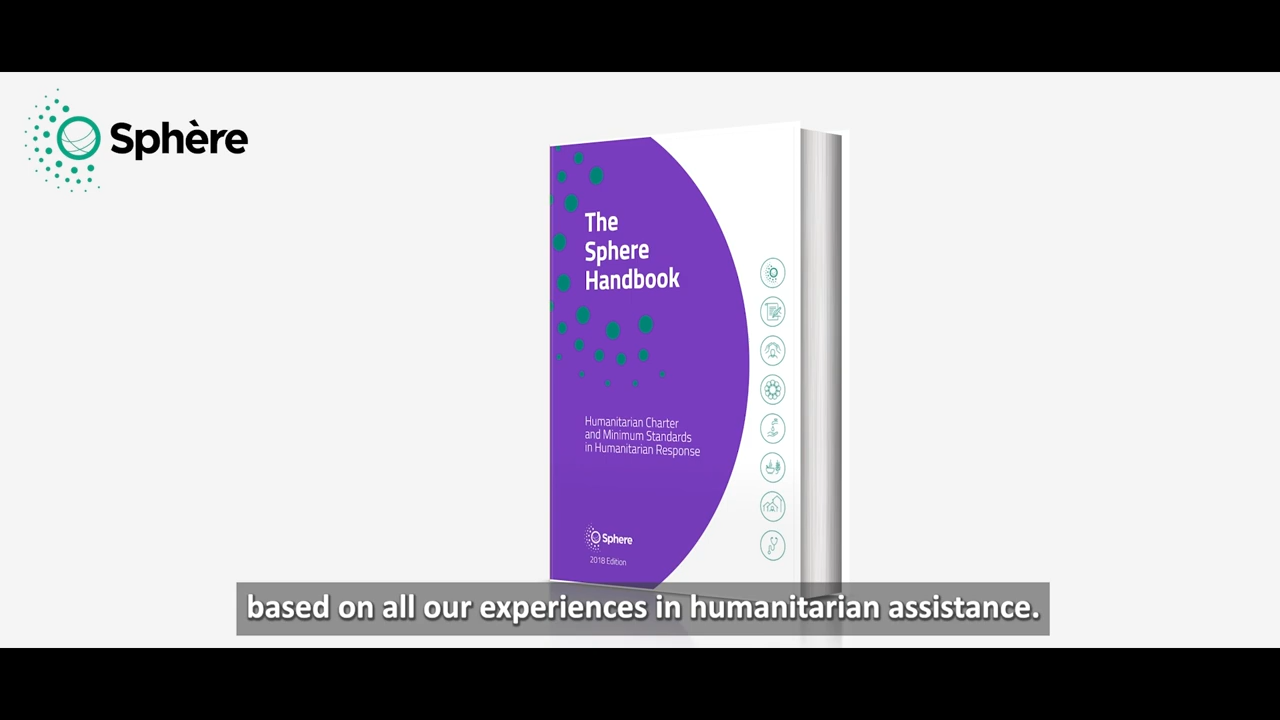 Sphère
The
Sphere
Handbook
Humanitarian Charter
and Minimum Standards
in Humanitarian Response
Sphere
2018 Edition
based on all our experiences in humanitarian assistance.